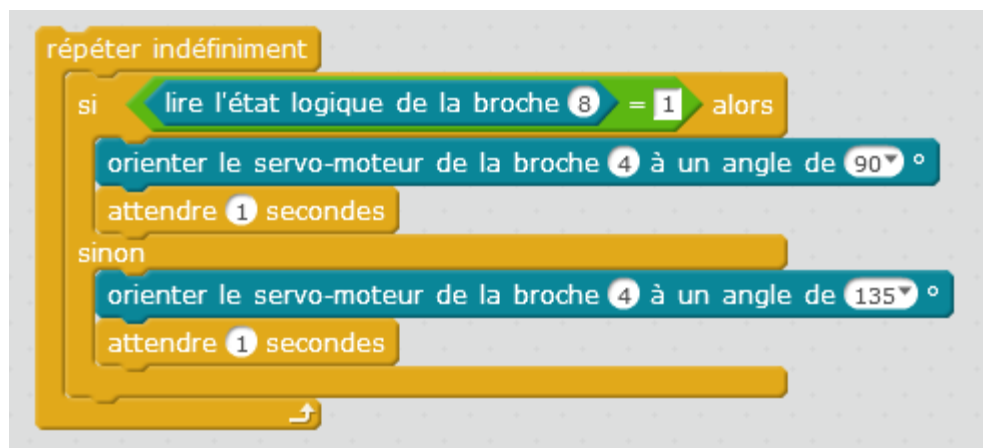 répéter indéfiniment
si lire l'état logique de la broche 8 = 1 alors
orienter le servo-moteur de la broche 4 à un angle de 90 °
attendre 1 secondes
sinon
orienter le servo-moteur de la broche 4 à un angle de 135 °
attendre 1 secondes